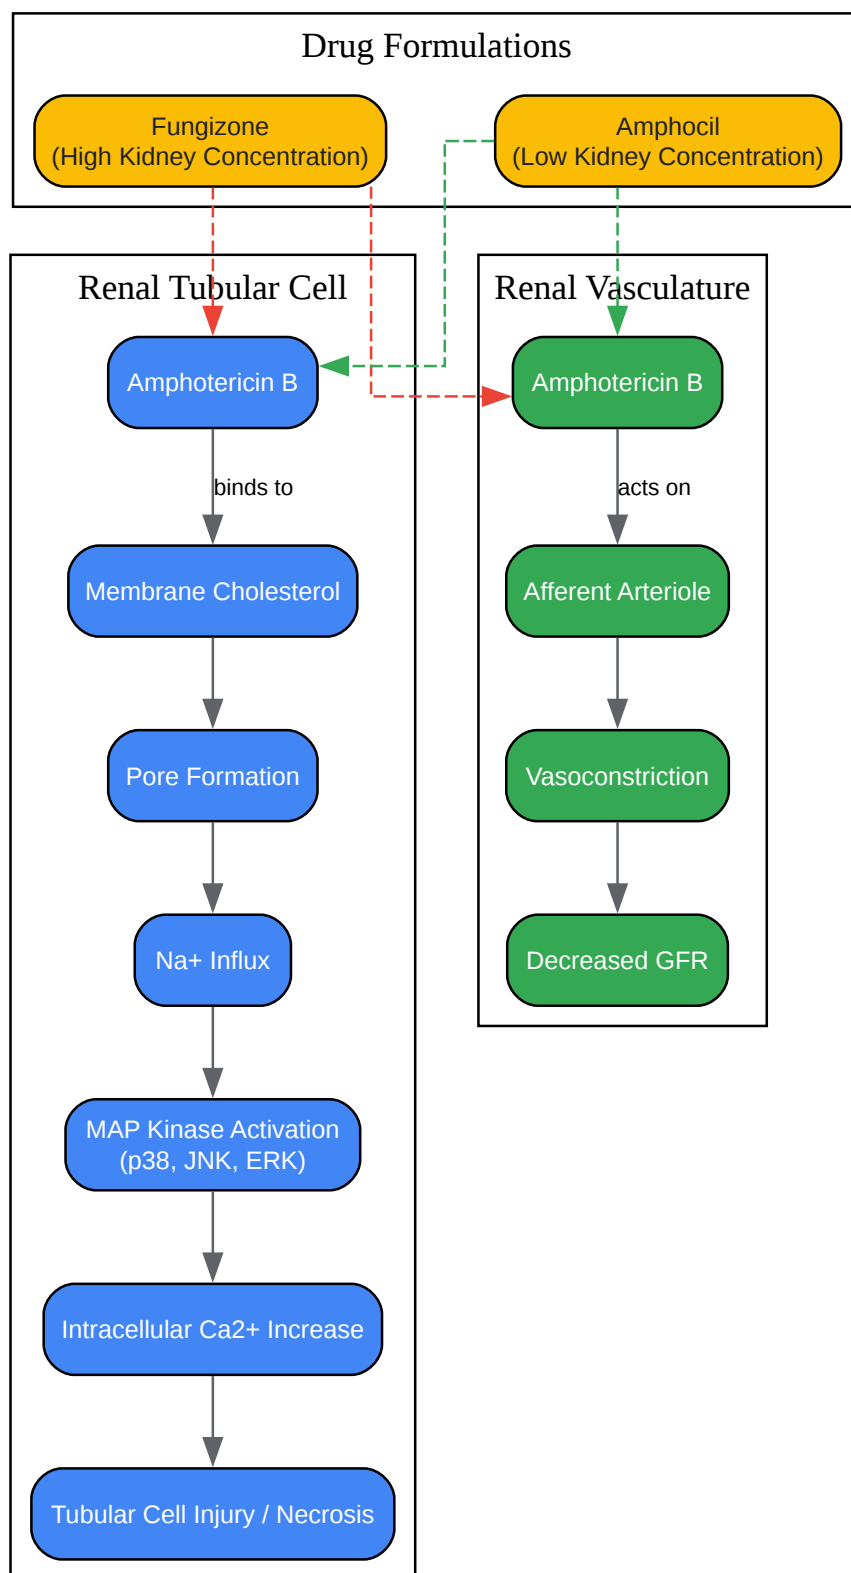 Drug Formulations
Fungizone
(High Kidney Concentration)
Amphocil
(Low Kidney Concentration)
Renal Tubular Cell
Amphotericin B
binds to
Membrane Cholesterol
Pore Formation
Na+ Influx
MAP Kinase Activation
(p38, JNK, ERK)
Intracellular Ca2+ Increase
Tubular Cell Injury / Necrosis
Renal Vasculature
Amphotericin B
acts on
Afferent Arteriole
Vasoconstriction
Decreased GFR